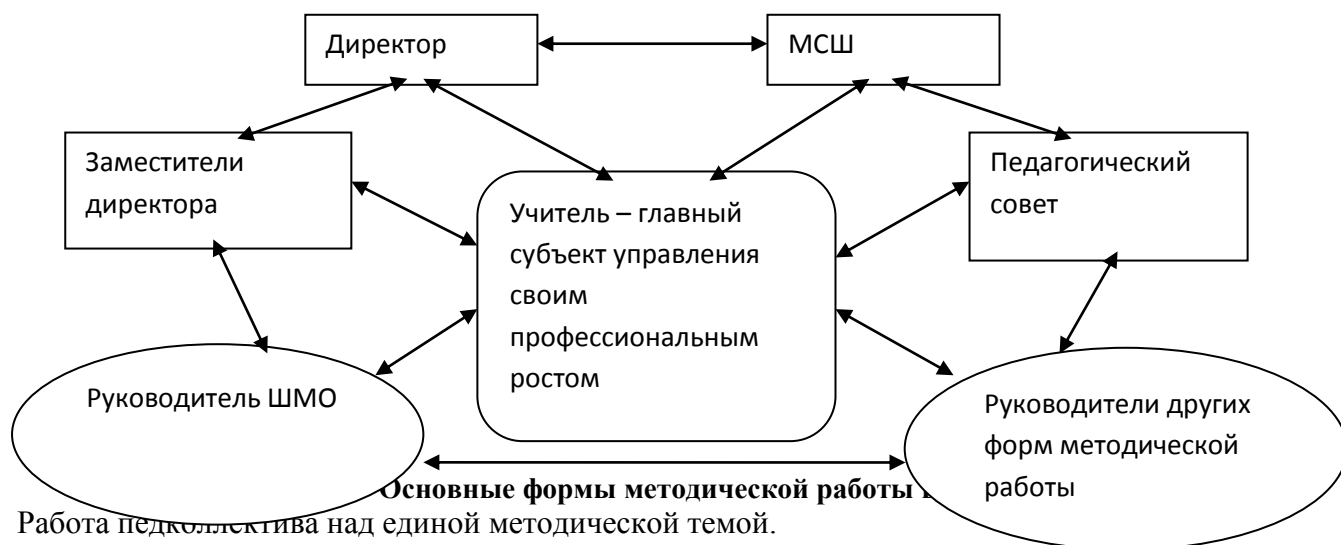 Директор
МСШ
Заместители
директора
Педагогический
совет
Учитель – главный
субъект управления
своим
профессиональным
ростом
Руководитель ШМО
Руководители других
форм методической
работы
Основные формы методической работы
Работа педколлектива над единой методической темой.